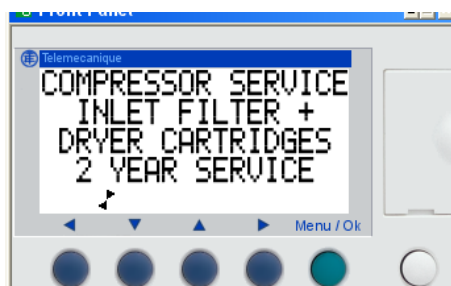 Front Panel
Telemecanique
COMPRESSOR SERVICE
INLET FILTER +
DRYER CARTRIDGES
2 YEAR SERVICE
Menu / Ok